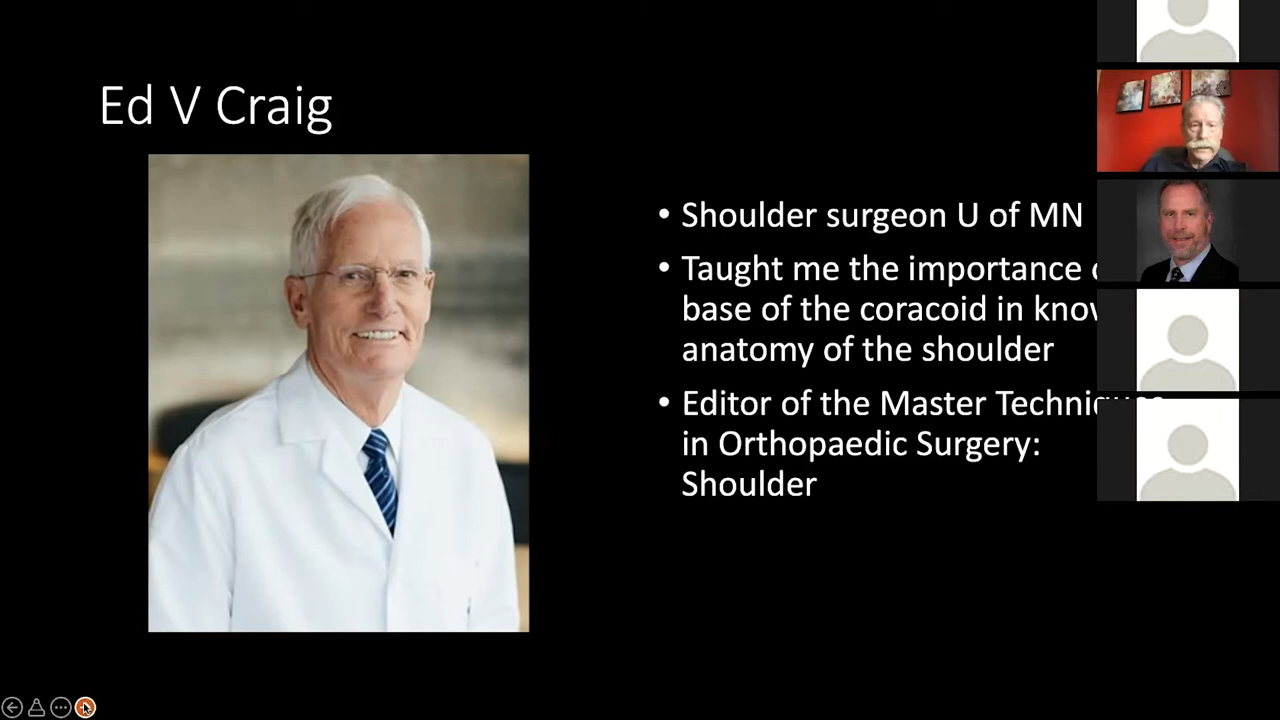 Ed V Craig
• Shoulder surgeon U of MN
• Taught me the importance
base of the coracoid in
anatomy of the shoulder
• Editor of the Master Techniques
in Orthopaedic Surgery:
Shoulder